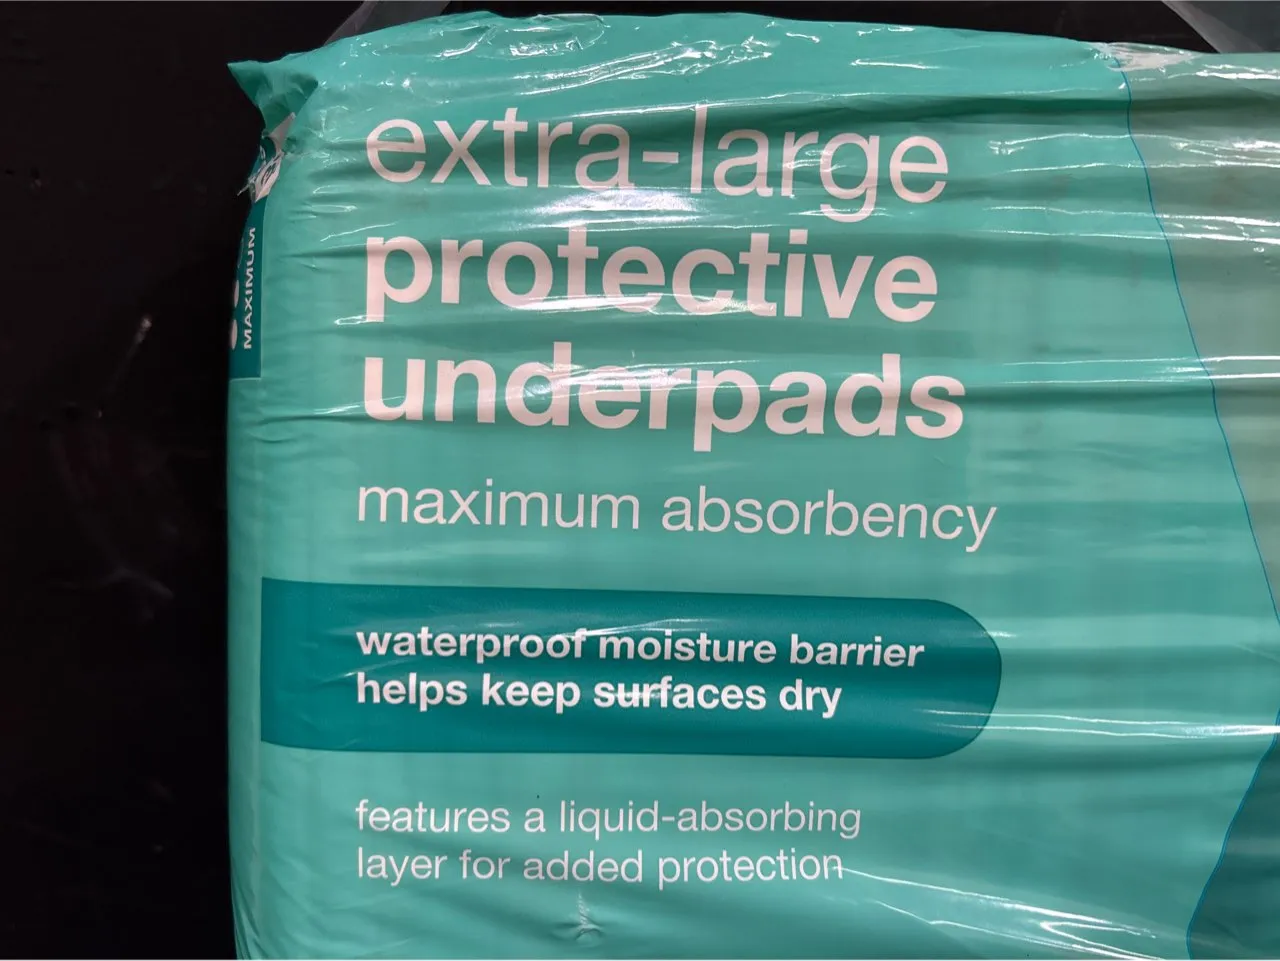 extra-large
protective
underpads
maximum absorbency
waterproof moisture barrier
helps keep surfaces dry
features a liquid-absorbing
layer for added protection
MAXIMUM